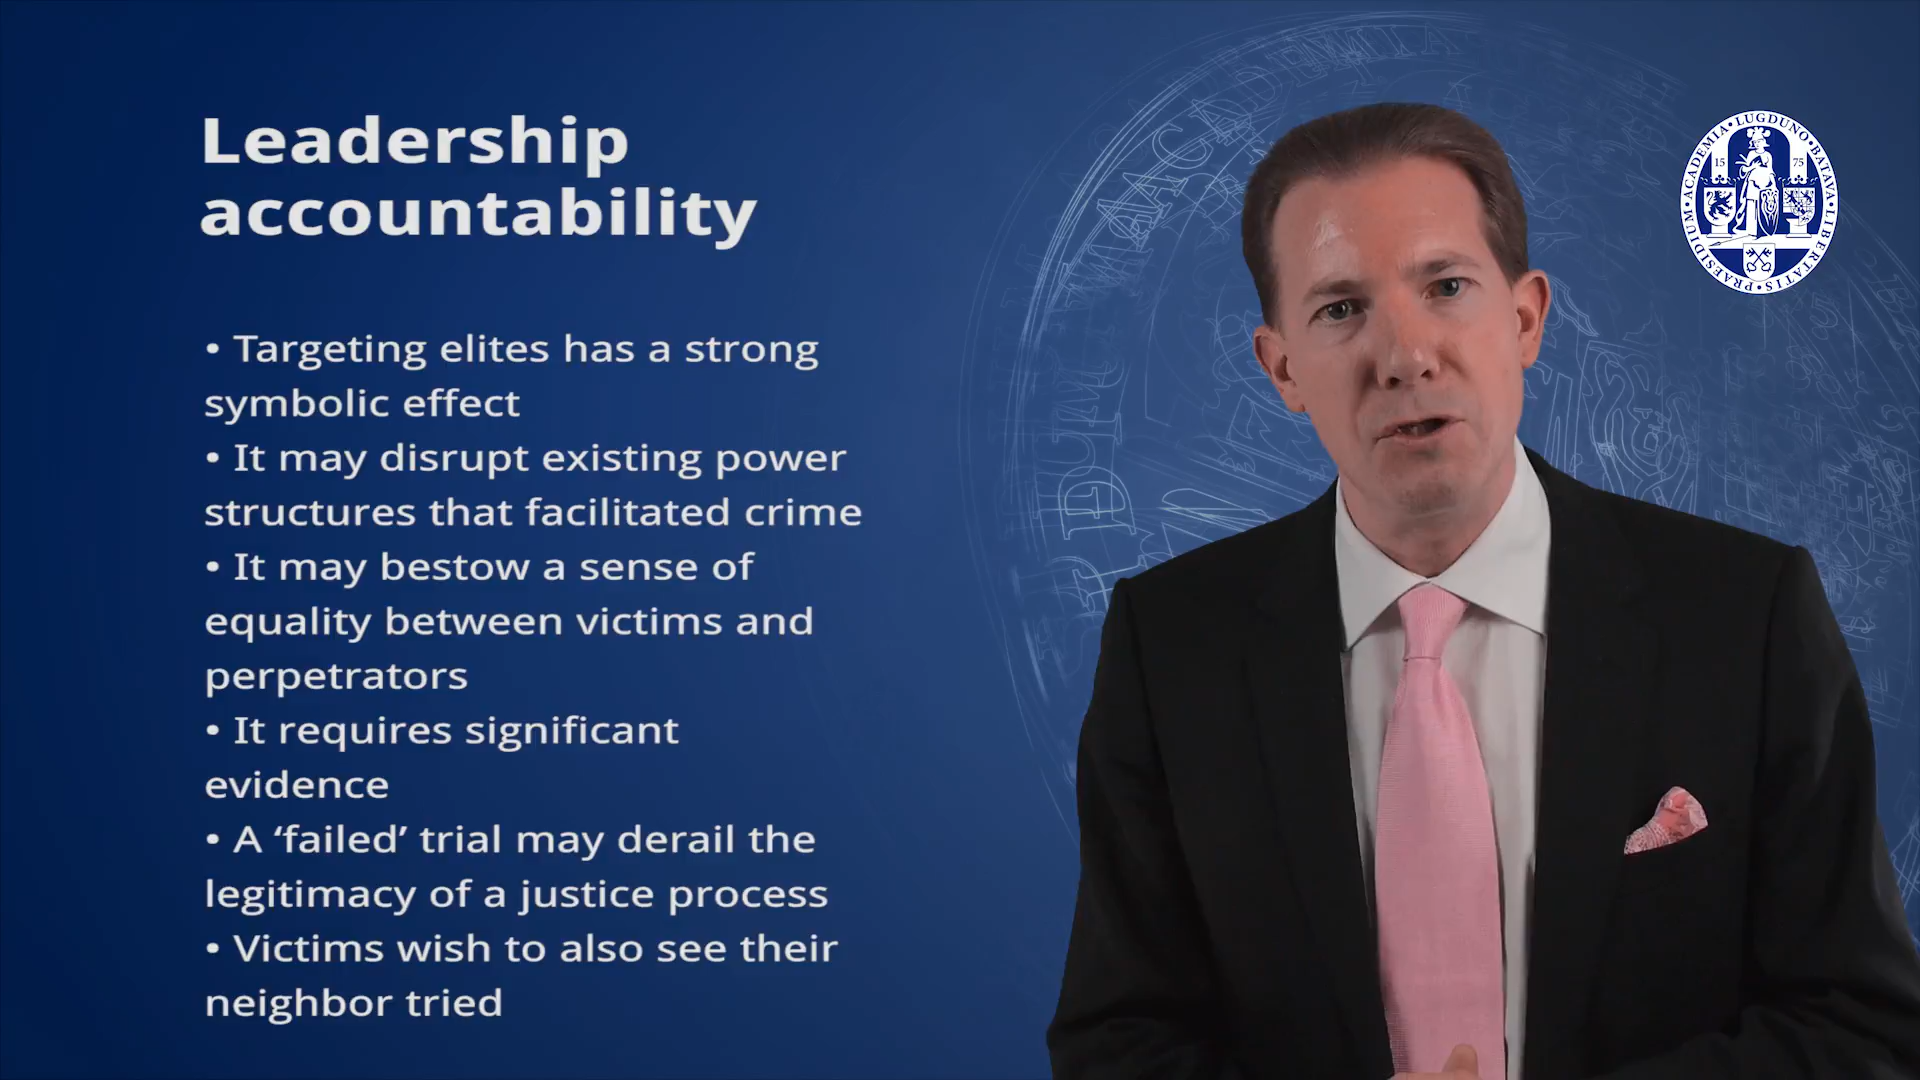 Leadership
accountability
• Targeting elites has a strong
symbolic effect
• It may disrupt existing power
structures that facilitated crime
• It may bestow a sense of
equality between victims and
perpetrators
• It requires significant
evidence
• A ‘failed’ trial may derail the
legitimacy of a justice process
• Victims wish to also see their
neighbor tried
ACADEMIA•LUGDUNO•BATAVA•LIBERTATIS•PRAESIDIUM•
15 75
ACADEMIA